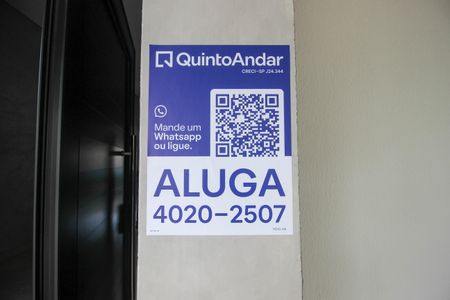 QuintoAndar
CRECI-SP J24.344
Mande um
Whatsapp
ou ligue.
ALUGA
4020-2507